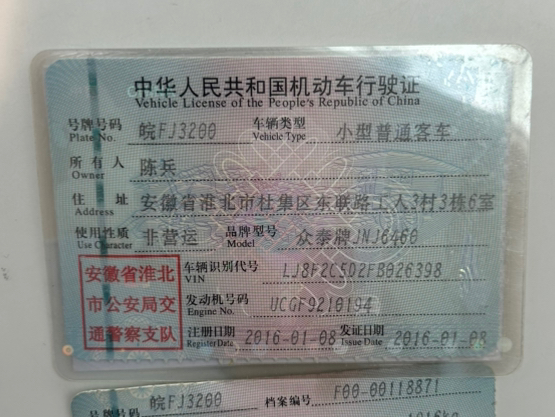 中华人民共和国机动车行驶证
Vehicle License of the People's Republic of China
号牌号码 皖FJ3200 车辆类型 小型普通客车
Plate No. Vehicle Type
所有人 陈兵
Owner
住址 安徽省淮北市杜集区东联路工人3村3栋6室
Address
使用性质 非营运 品牌型号 众泰牌JNJ6460
Use Character Model
安徽省淮北
市公安局交
通警察支队
车辆识别代号 LJ8F2C5D2FB026398
VIN
发动机号码 UCGF9210194
Engine No.
注册日期 2016-01-08 发证日期 2016-01-08
Register Date Issue Date
号牌号码 皖FJ3200 档案编号 F00-00118871